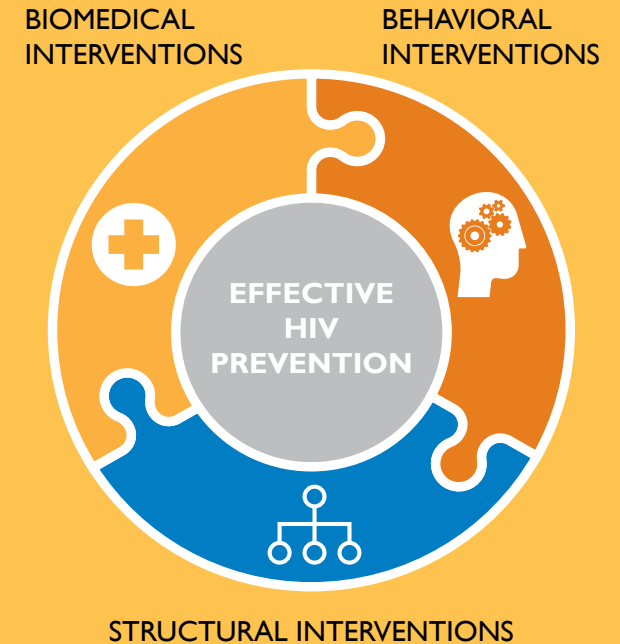 BIOMEDICAL
INTERVENTIONS
BEHAVIORAL
INTERVENTIONS
EFFECTIVE
HIV
PREVENTION
STRUCTURAL INTERVENTIONS